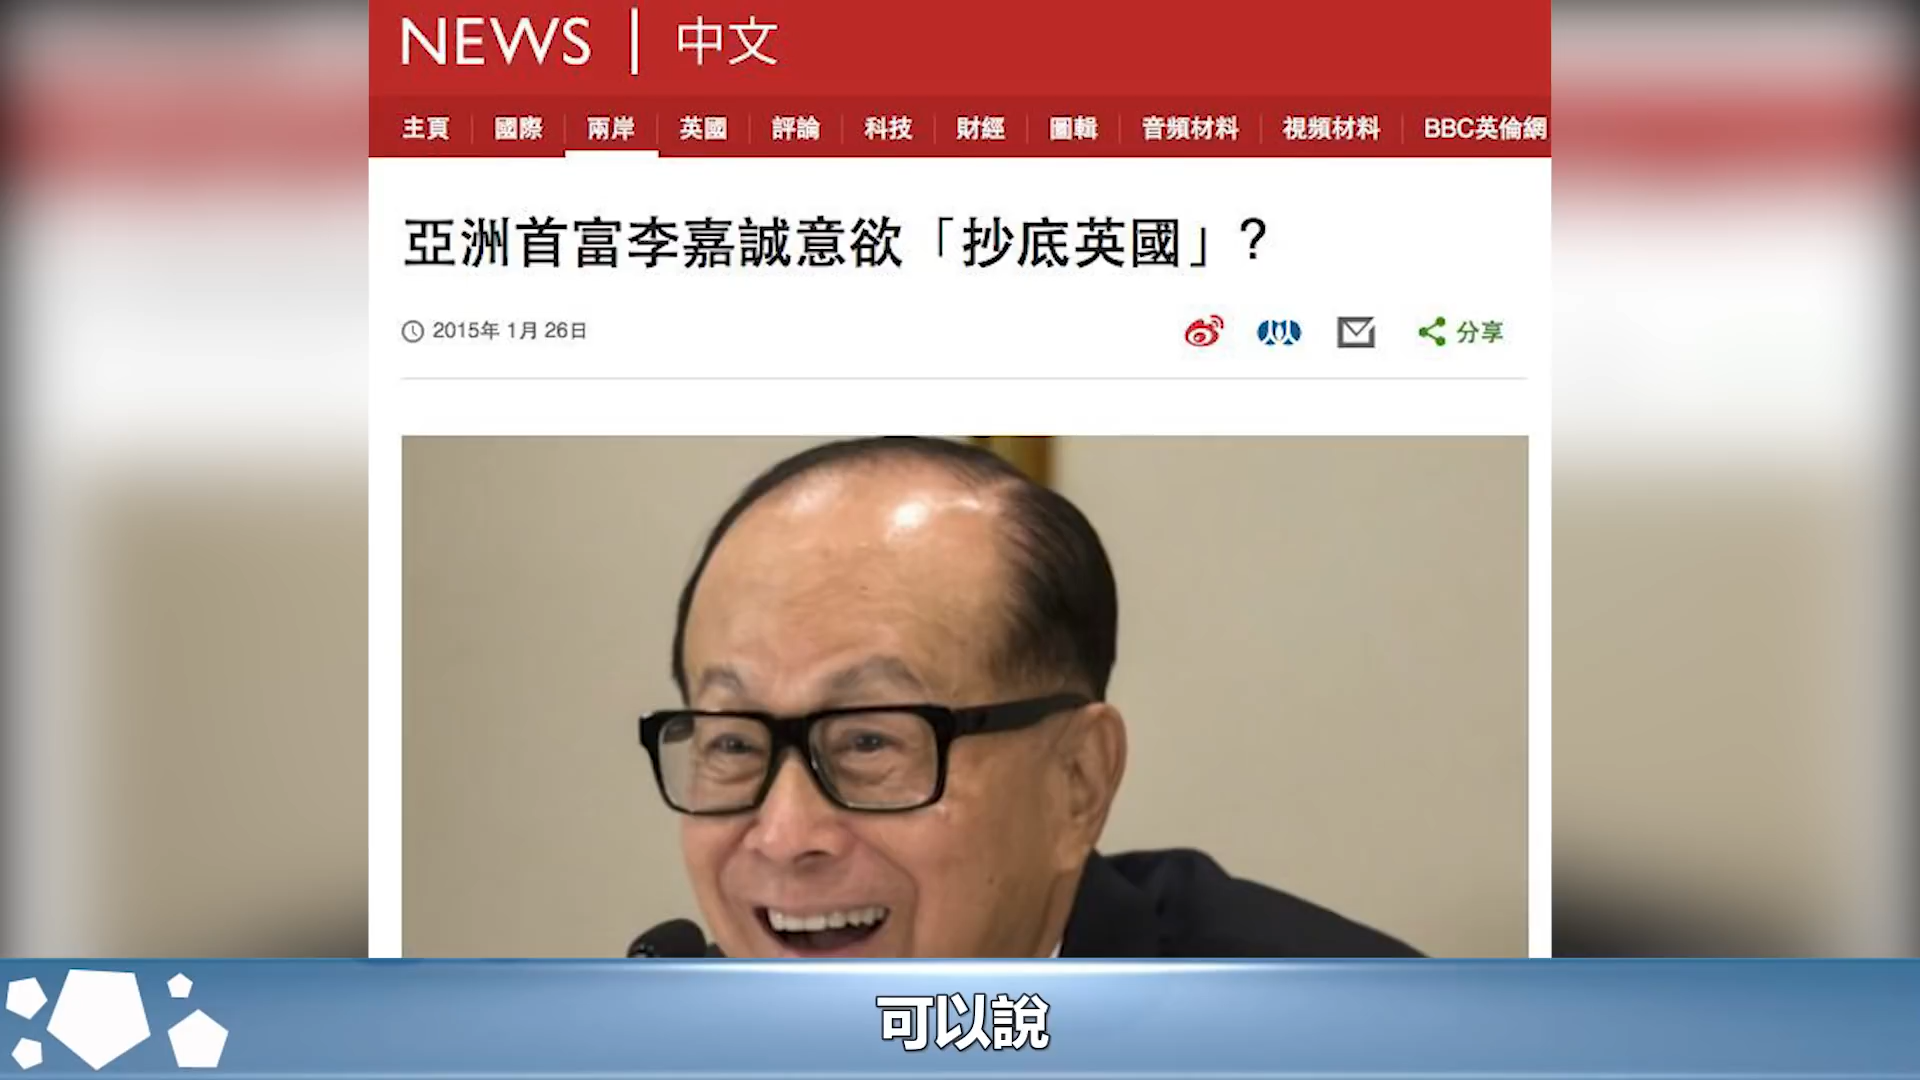 NEWS | 中文
主頁 國際 兩岸 英國 評論 科技 財經 圖輯 音頻材料 視頻材料 BBC英倫網
亞洲首富李嘉誠意欲「抄底英國」?
2015年 1月 26日 分享
可以說